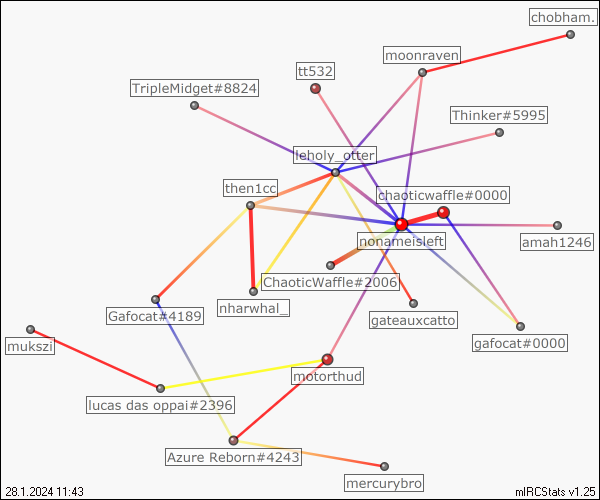 chobham.
moonraven
tt532
TripleMidget#8824
Thinker#5995
leholy_otter
then1cc
chaoticwaffle#0000
nonameisleft
amah1246
ChaoticWaffle#2006
nharwhal_
Gafocat#4189
gateauxcatto
gafocat#0000
mukszi
motorthud
lucas das oppai#2396
Azure Reborn#4243
mercurybro
28.1.2024 11:43
mIRCStats v1.25